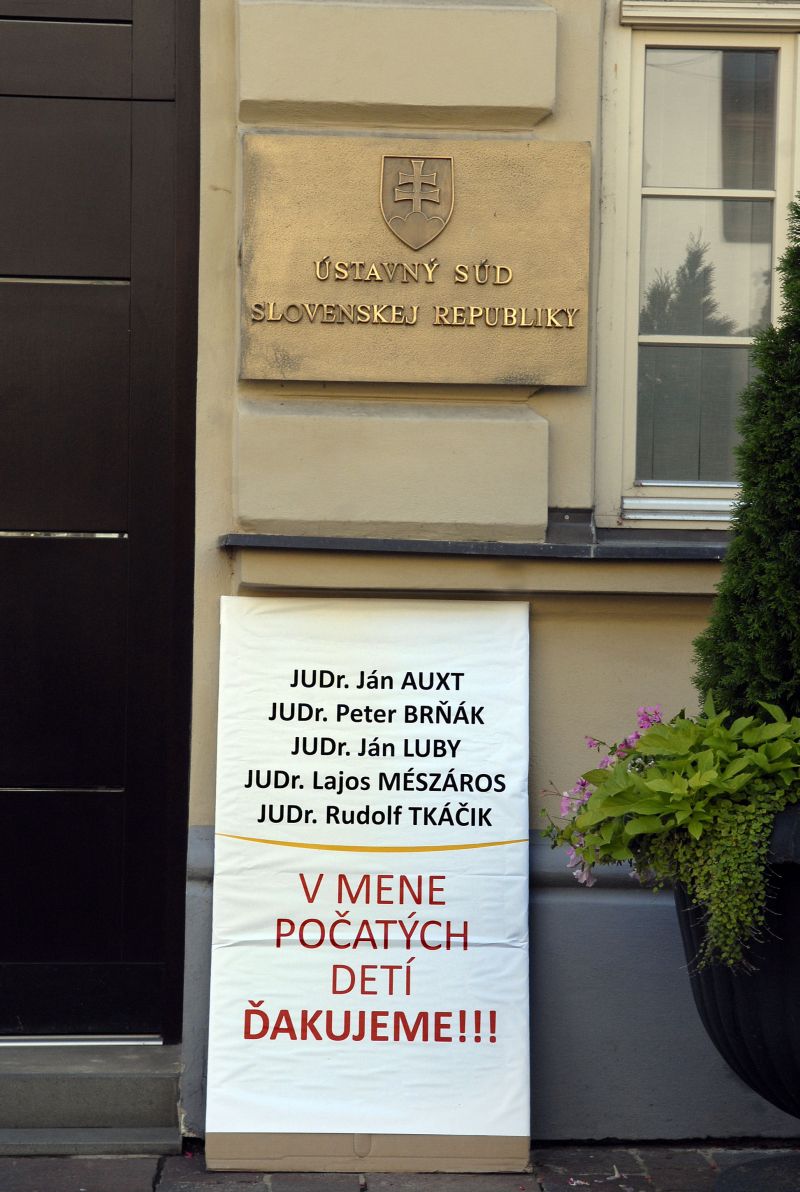 ÚSTAVNÝ SÚD
SLOVENSKEJ REPUBLIKY
JUDr. Ján AUXT
JUDr. Peter BRŇÁK
JUDr. Ján LUBY
JUDr. Lajos MÉSZÁROS
JUDr. Rudolf TKÁČIK
V MENE
POČATÝCH
DETÍ
ĎAKUJEME!!!